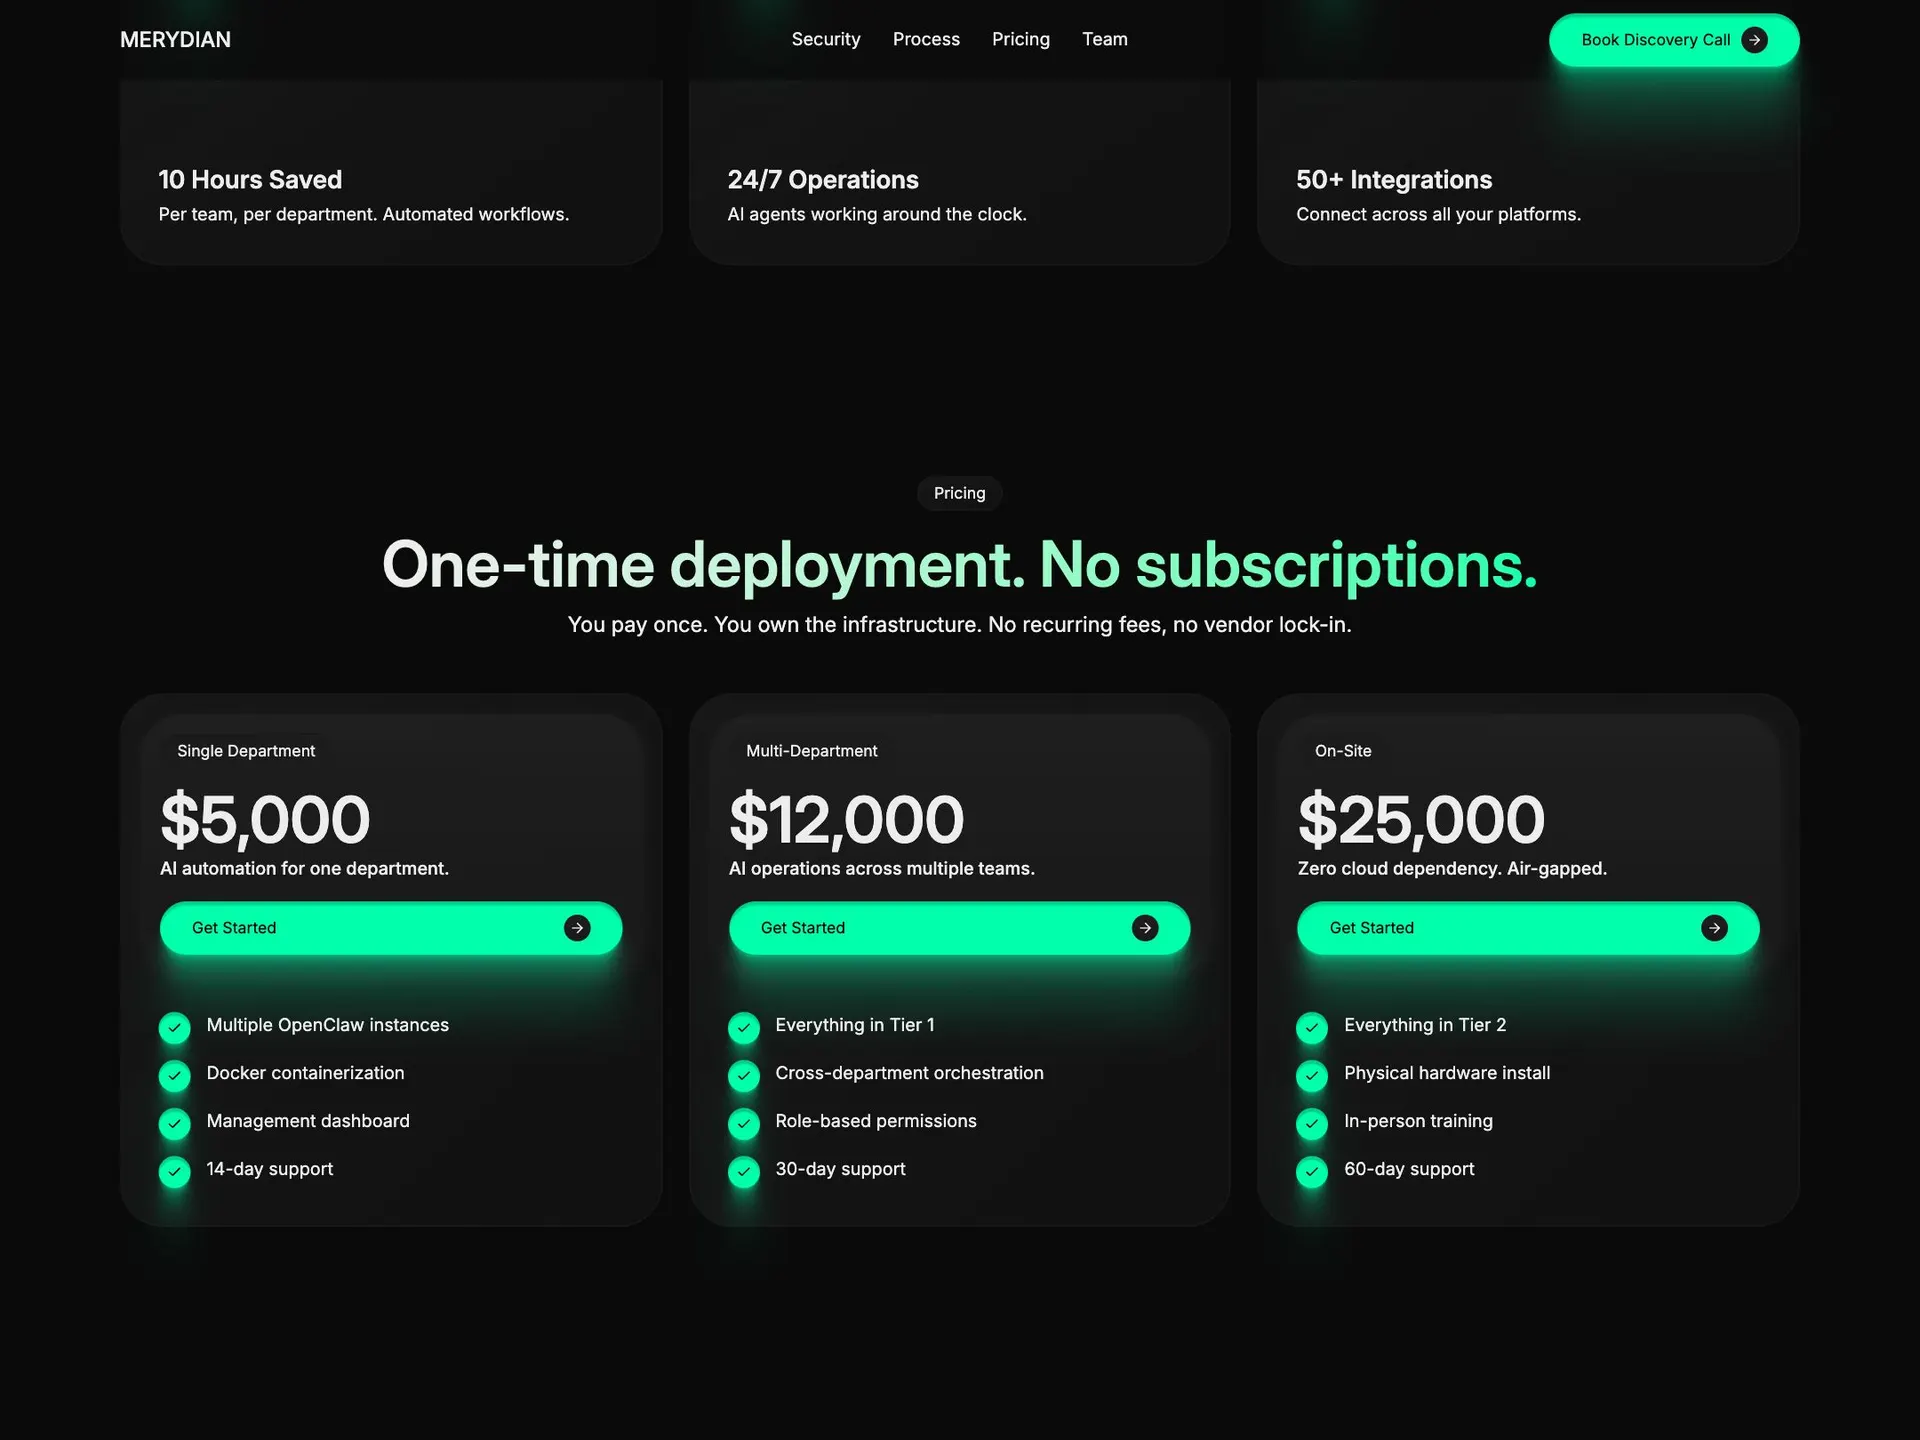 MERYDIAN
Security Process Pricing Team
Book Discovery Call
10 Hours Saved
Per team, per department. Automated workflows.
24/7 Operations
AI agents working around the clock.
50+ Integrations
Connect across all your platforms.
Pricing
One-time deployment. No subscriptions.
You pay once. You own the infrastructure. No recurring fees, no vendor lock-in.
Single Department
$5,000
AI automation for one department.
Get Started
Multiple OpenClaw instances
Docker containerization
Management dashboard
14-day support
Multi-Department
$12,000
AI operations across multiple teams.
Get Started
Everything in Tier 1
Cross-department orchestration
Role-based permissions
30-day support
On-Site
$25,000
Zero cloud dependency. Air-gapped.
Get Started
Everything in Tier 2
Physical hardware install
In-person training
60-day support